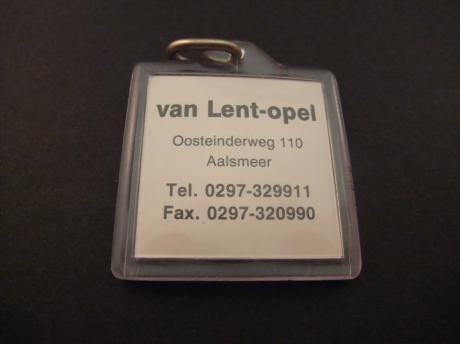 van Lent-opel
Oosteinderweg 110
Aalsmeer
Tel. 0297-329911
Fax. 0297-320990